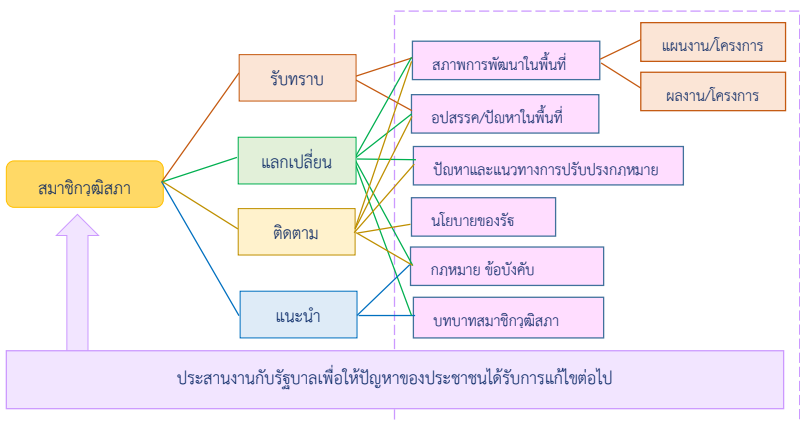 สมาชิกวุฒิสภา
รับทราบ
แลกเปลี่ยน
ติดตาม
แนะนำ
สภาพการพัฒนาในพื้นที่
อปสรรค/ปัญหาในพื้นที่
ปัญหาและแนวทางการปรับปรงกฎหมาย
นโยบายของรัฐ
กฎหมาย ข้อบังคับ
บทบาทสมาชิกวุฒิสภา
แผนงาน/โครงการ
ผลงาน/โครงการ
ประสานงานกับรัฐบาลเพื่อให้ปัญหาของประชาชนได้รับการแก้ไขต่อไป